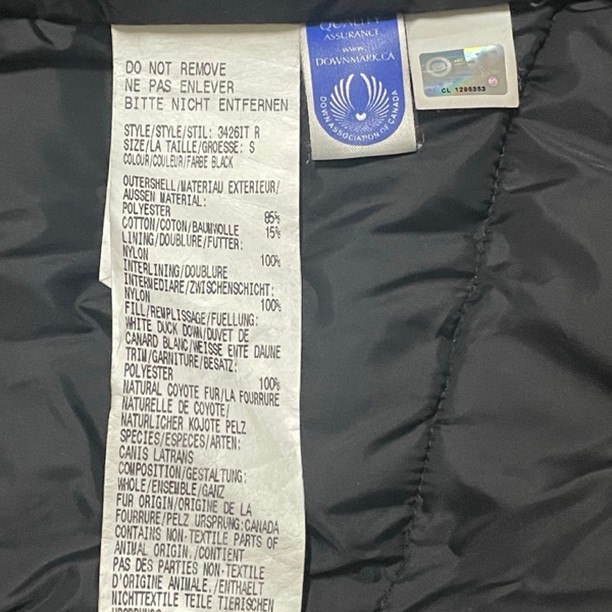 DO NOT REMOVE
NE PAS ENLEVER
BITTE NICHT ENTFERNEN
STYLE/STYLE/STIL: 3426IT R
SIZE/LA TAILLE/GROESSE: S
COLOUR/COULEUR/FARBE BLACK
OUTERSHELL/MATERIAU EXTERIEUR/
AUSSEN MATERIAL:
POLYESTER 85%
COTTON/COTON/BAUMWOLLE 15%
LINING/DOUBLURE/FUTTER:
NYLON 100%
INTERLINING/DOUBLURE
INTERMEDIARE/ZWISCHENSCHICHT:
NYLON 100%
FILL/REMPLISSAGE/FUELLUNG:
WHITE DUCK DOWN/DUVET DE
CANARD BLANC/WEISSE ENTE DAUNE
TRIM/GARNITURE/BESATZ:
POLYESTER 100%
NATURAL COYOTE FUR/LA FOURRURE
NATURELLE DE COYOTE/
NATURLICHER KOJOTE PELZ
SPECIES/ESPECES/ARTEN:
CANIS LATRANS
COMPOSITION/GESTALTUNG:
WHOLE/ENSEMBLE/GANZ
FUR ORIGIN/ORIGINE DE LA
FOURRURE/PELZ URSPRUNG:CANADA
CONTAINS NON-TEXTILE PARTS OF
ANIMAL ORIGIN./CONTIENT
PAS DES PARTIES NON-TEXTILE
D'ORIGINE ANIMALE./ENTHAELT
NICHTTEXTILE TEILE TIERISCHEN
QUALITY
ASSURANCE
www.
DOWNMARK.CA
DOWN ASSOCIATION OF CANADA
CL 1295353